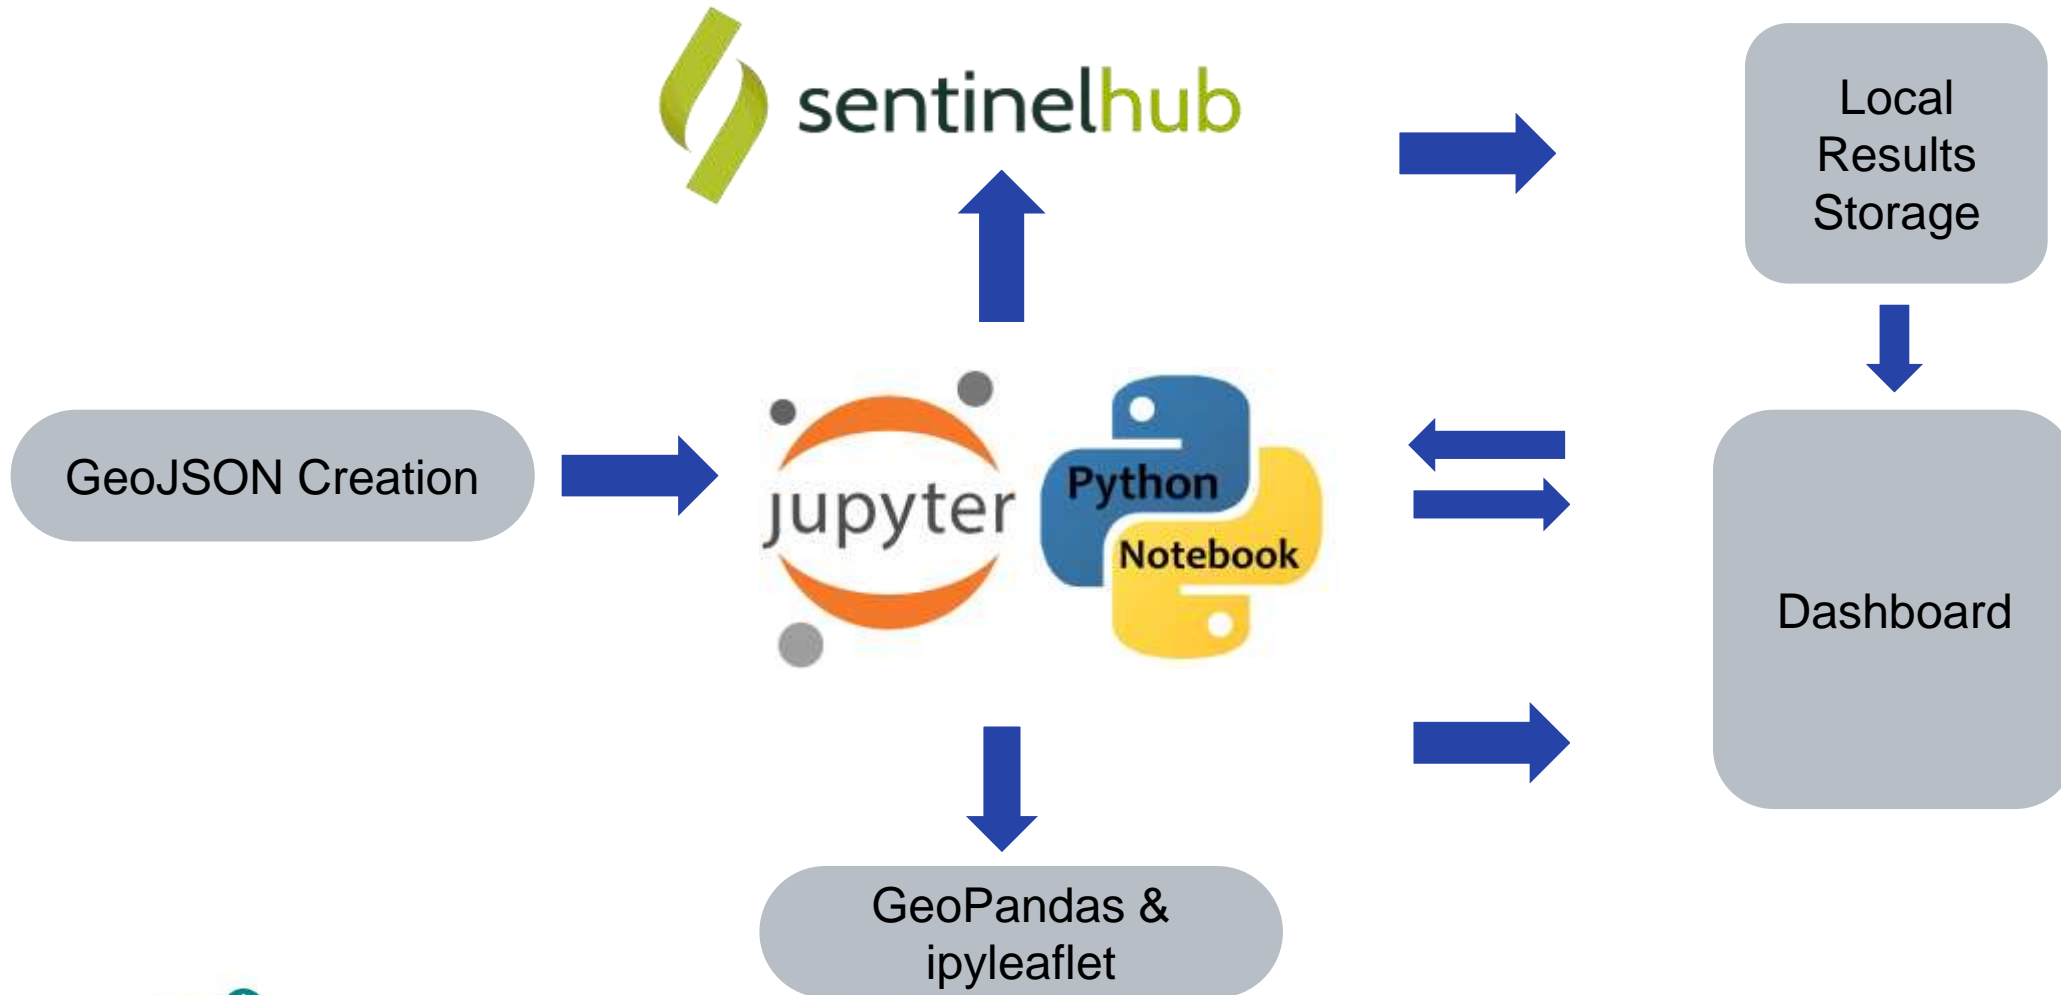 sentinelhub
Local
Results
Storage
GeoJSON Creation
jupyter
Python
Notebook
Dashboard
GeoPandas &
ipyleaflet